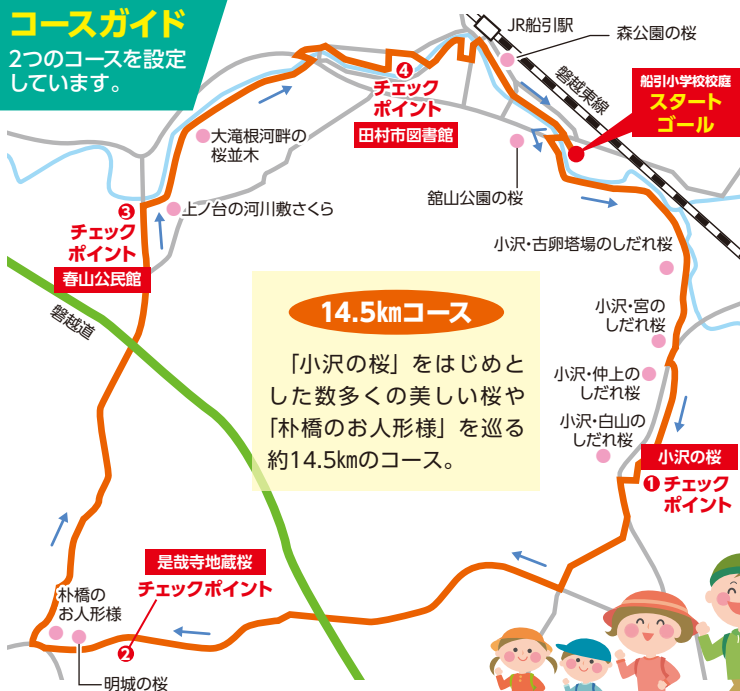 コースガイド
2つのコースを設定
しています。
JR船引駅
森公園の桜
磐越東線
船引小学校校庭
スタート
ゴール
❹
チェック
ポイント
田村市図書館
大滝根河畔の
桜並木
舘山公園の桜
❸
チェック
ポイント
春山公民館
上ノ台の河川敷さくら
小沢・古卵塔場のしだれ桜
磐越道
小沢・宮の
しだれ桜
14.5㎞コース
「小沢の桜」をはじめと
した数多くの美しい桜や
「朴橋のお人形様」を巡る
約14.5㎞のコース。
小沢・仲上の
しだれ桜
小沢・白山の
しだれ桜
小沢の桜
❶チェック
ポイント
是哉寺地蔵桜
チェックポイント
❷
朴橋の
お人形様
明城の桜